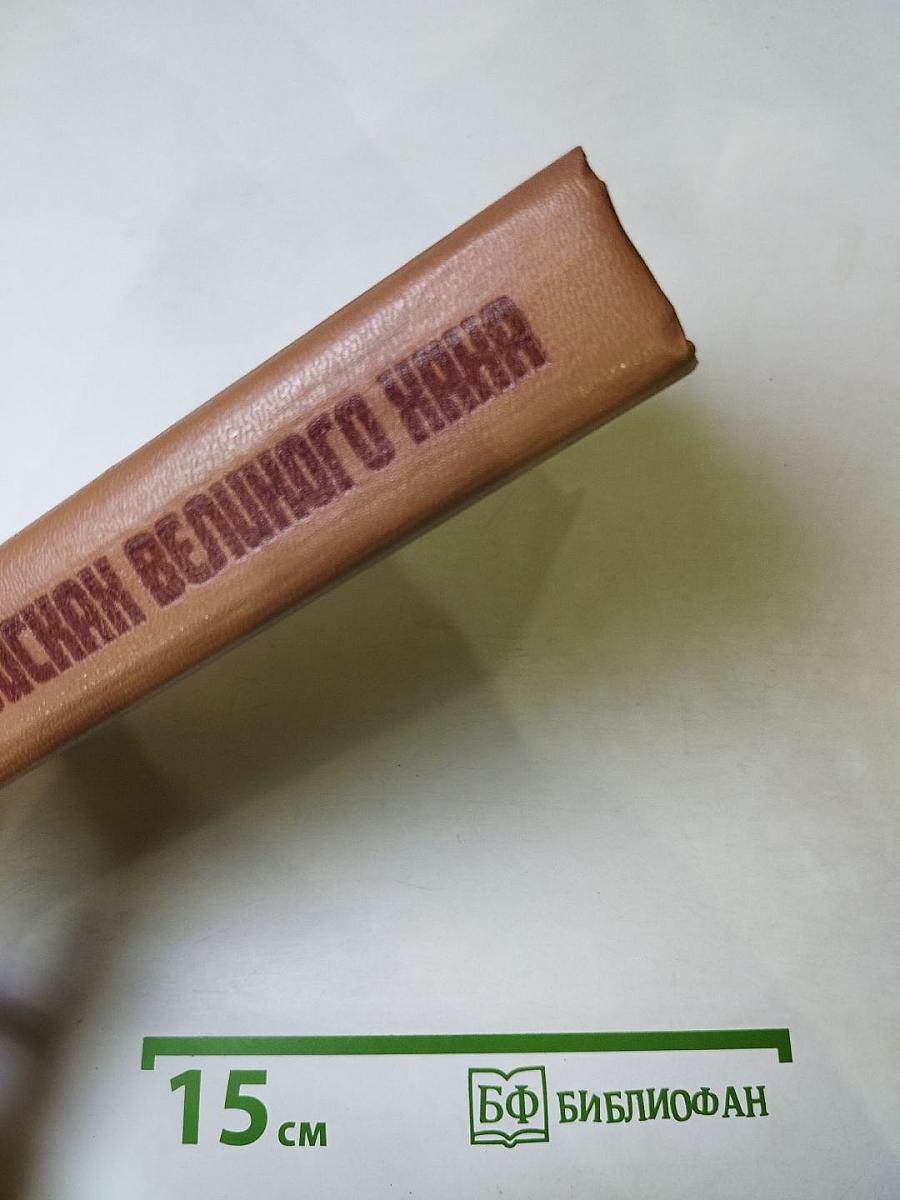 ИСКАХ ВЕЛИКОГО ХАНА
15 см
БФ БИБЛИОФАН